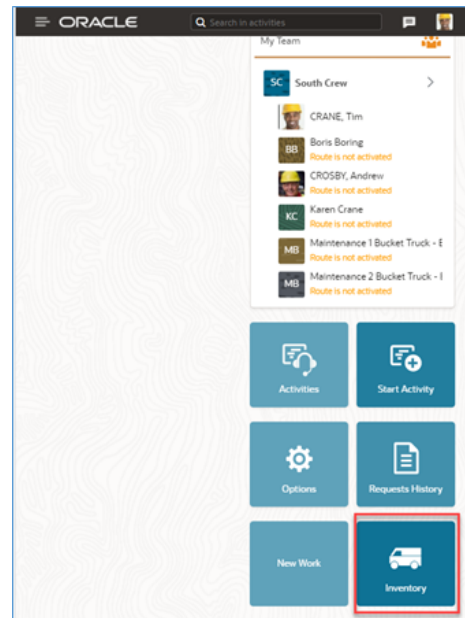 ORACLE
Search in activities
My Team
SC South Crew
CRANE, Tim
BB Boris Boring
Route is not activated
CROSBY, Andrew
Route is not activated
KC Karen Crane
Route is not activated
MB Maintenance 1 Bucket Truck - E
Route is not activated
MB Maintenance 2 Bucket Truck - I
Route is not activated
Activities
Start Activity
Options
Requests History
New Work
Inventory